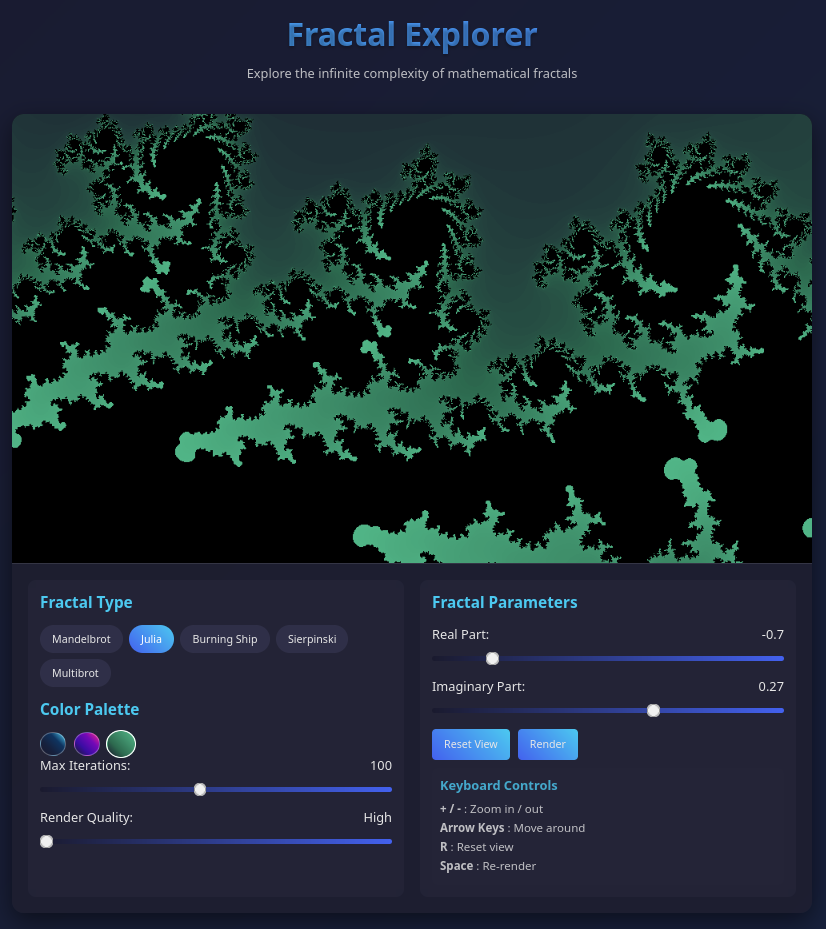 Fractal Explorer
Explore the infinite complexity of mathematical fractals
Fractal Type
Mandelbrot Julia Burning Ship Sierpinski
Multibrot
Color Palette
Max Iterations: 100
Render Quality: High
Fractal Parameters
Real Part: -0.7
Imaginary Part: 0.27
Reset View Render
Keyboard Controls
+ / - : Zoom in / out
Arrow Keys : Move around
R : Reset view
Space : Re-render